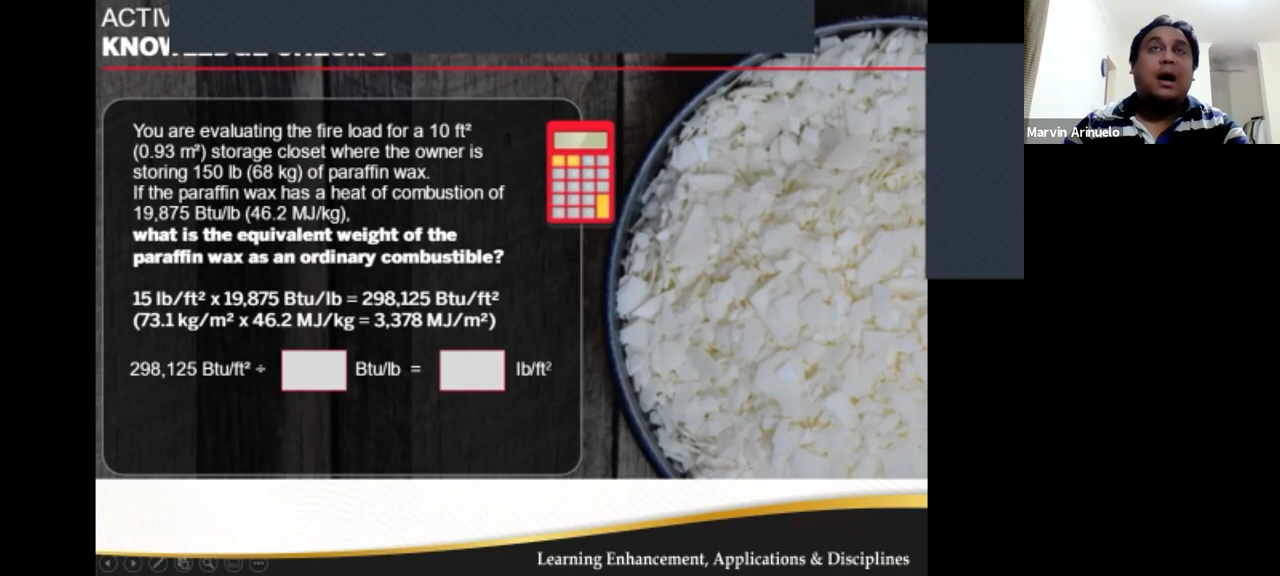 ACTIV
KNOWLEDGE CHECK
You are evaluating the fire load for a 10 ft²
(0.93 m²) storage closet where the owner is
storing 150 lb (68 kg) of paraffin wax.
If the paraffin wax has a heat of combustion of
19,875 Btu/lb (46.2 MJ/kg),
what is the equivalent weight of the
paraffin wax as an ordinary combustible?
15 lb/ft² x 19,875 Btu/lb = 298,125 Btu/ft²
(73.1 kg/m² x 46.2 MJ/kg = 3,378 MJ/m²)
298,125 Btu/ft² ÷ Btu/lb = lb/ft²
Learning Enhancement, Applications & Disciplines
Marvin Arinuelo